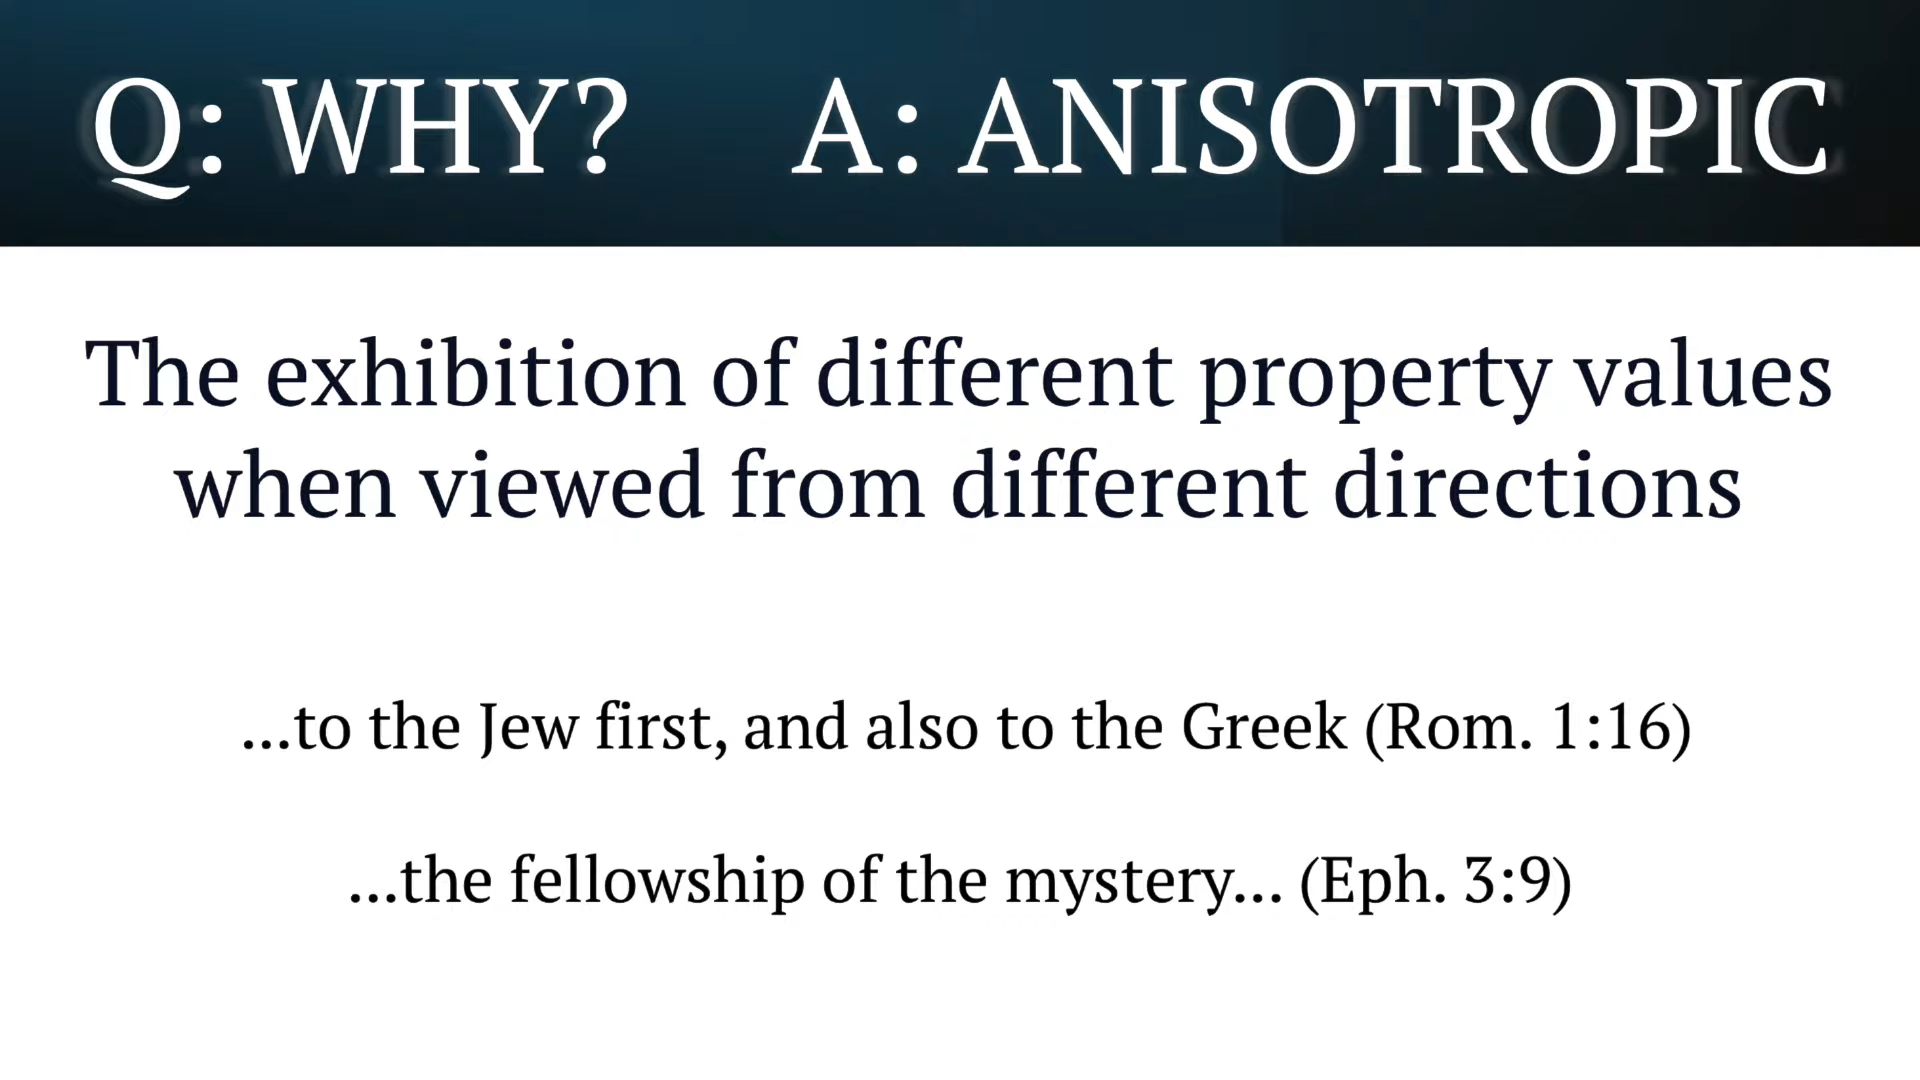 Q: WHY? A: ANISOTROPIC
The exhibition of different property values
when viewed from different directions
...to the Jew first, and also to the Greek (Rom. 1:16)
...the fellowship of the mystery... (Eph. 3:9)